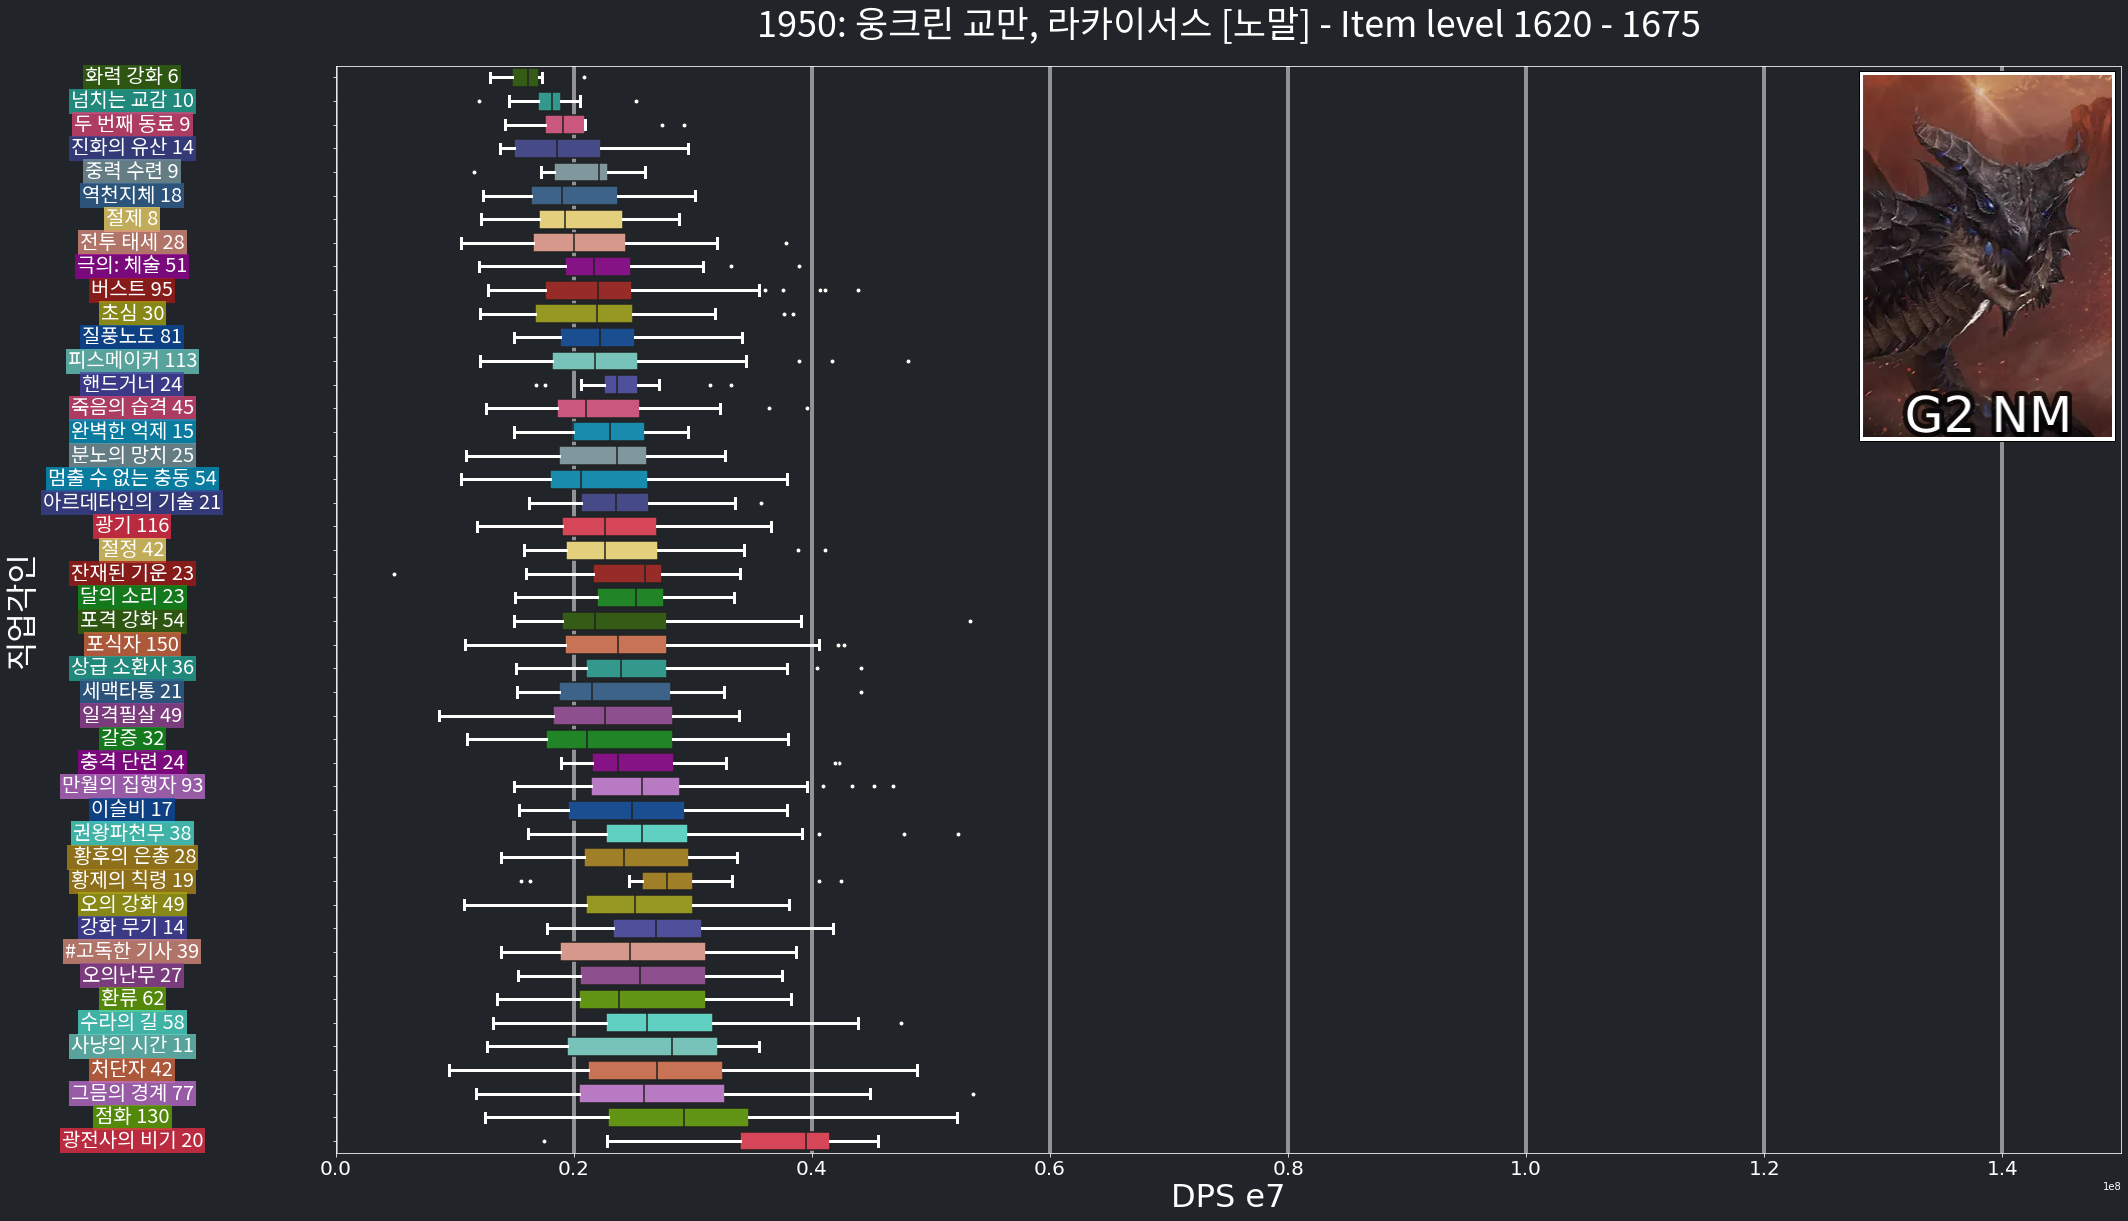 1950: 웅크린 교만, 라카이서스 [노말] - Item level 1620 - 1675
화력 강화 6
넘치는 교감 10
두 번째 동료 9
진화의 유산 14
중력 수련 9
역천지체 18
절제 8
전투 태세 28
극의: 체술 51
버스트 95
초심 30
질풍노도 81
피스메이커 113
핸드거너 24
죽음의 습격 45
완벽한 억제 15
분노의 망치 25
멈출 수 없는 충동 54
아르데타인의 기술 21
광기 116
절정 42
잔재된 기운 23
달의 소리 23
포격 강화 54
포식자 150
상급 소환사 36
세맥타통 21
일격필살 49
갈증 32
충격 단련 24
만월의 집행자 93
이슬비 17
권왕파천무 38
황후의 은총 28
황제의 칙령 19
오의 강화 49
강화 무기 14
#고독한 기사 39
오의난무 27
환류 62
수라의 길 58
사냥의 시간 11
처단자 42
그믐의 경계 77
점화 130
광전사의 비기 20
직업각인
G2 NM
0.0 0.2 0.4 0.6 0.8 1.0 1.2 1.4
1e8
DPS e7